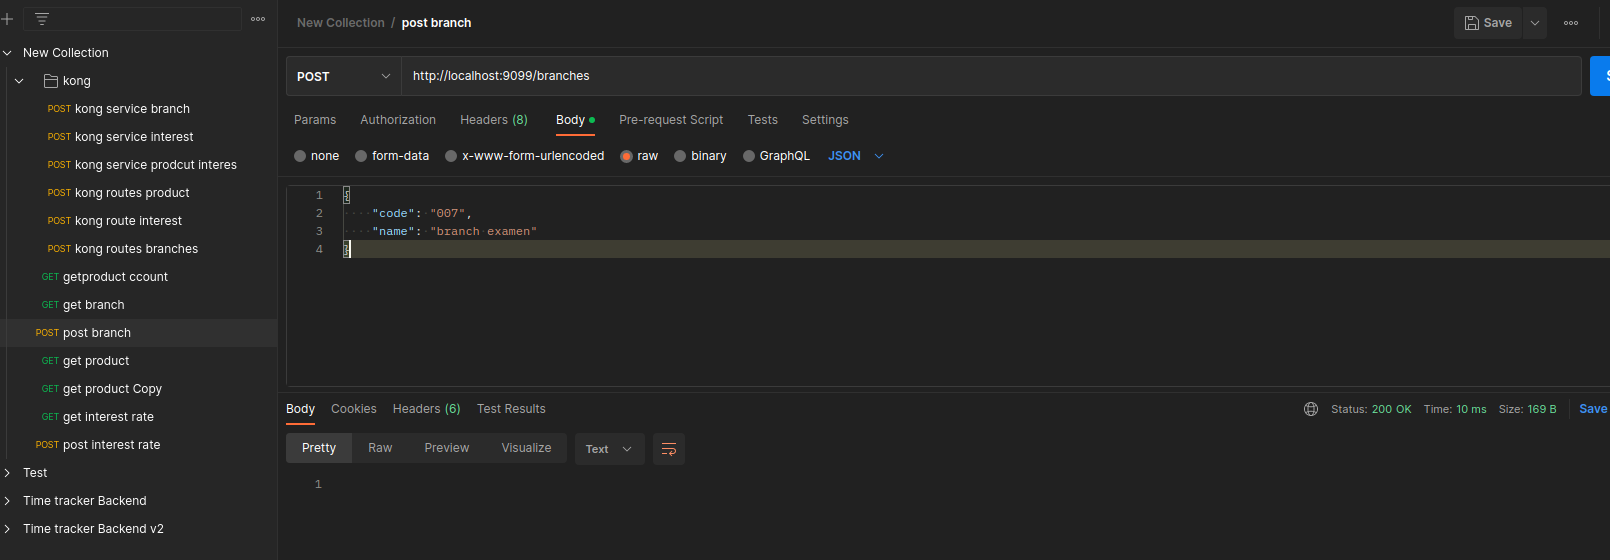 New Collection / post branch
Save
New Collection
kong
POST http://localhost:9099/branches
POST kong service branch
POST kong service interest
POST kong service prodcut interes
POST kong routes product
POST kong route interest
POST kong routes branches
GET getproduct ccount
GET get branch
POST post branch
GET get product
GET get product Copy
GET get interest rate
POST post interest rate
Test
Time tracker Backend
Time tracker Backend v2
Params Authorization Headers (8) Body Pre-request Script Tests Settings
none form-data x-www-form-urlencoded raw binary GraphQL JSON
1 {
2 "code": "007",
3 "name": "branch examen"
4 }
Body Cookies Headers (6) Test Results Status: 200 OK Time: 10 ms Size: 169 B Save
Pretty Raw Preview Visualize Text
1